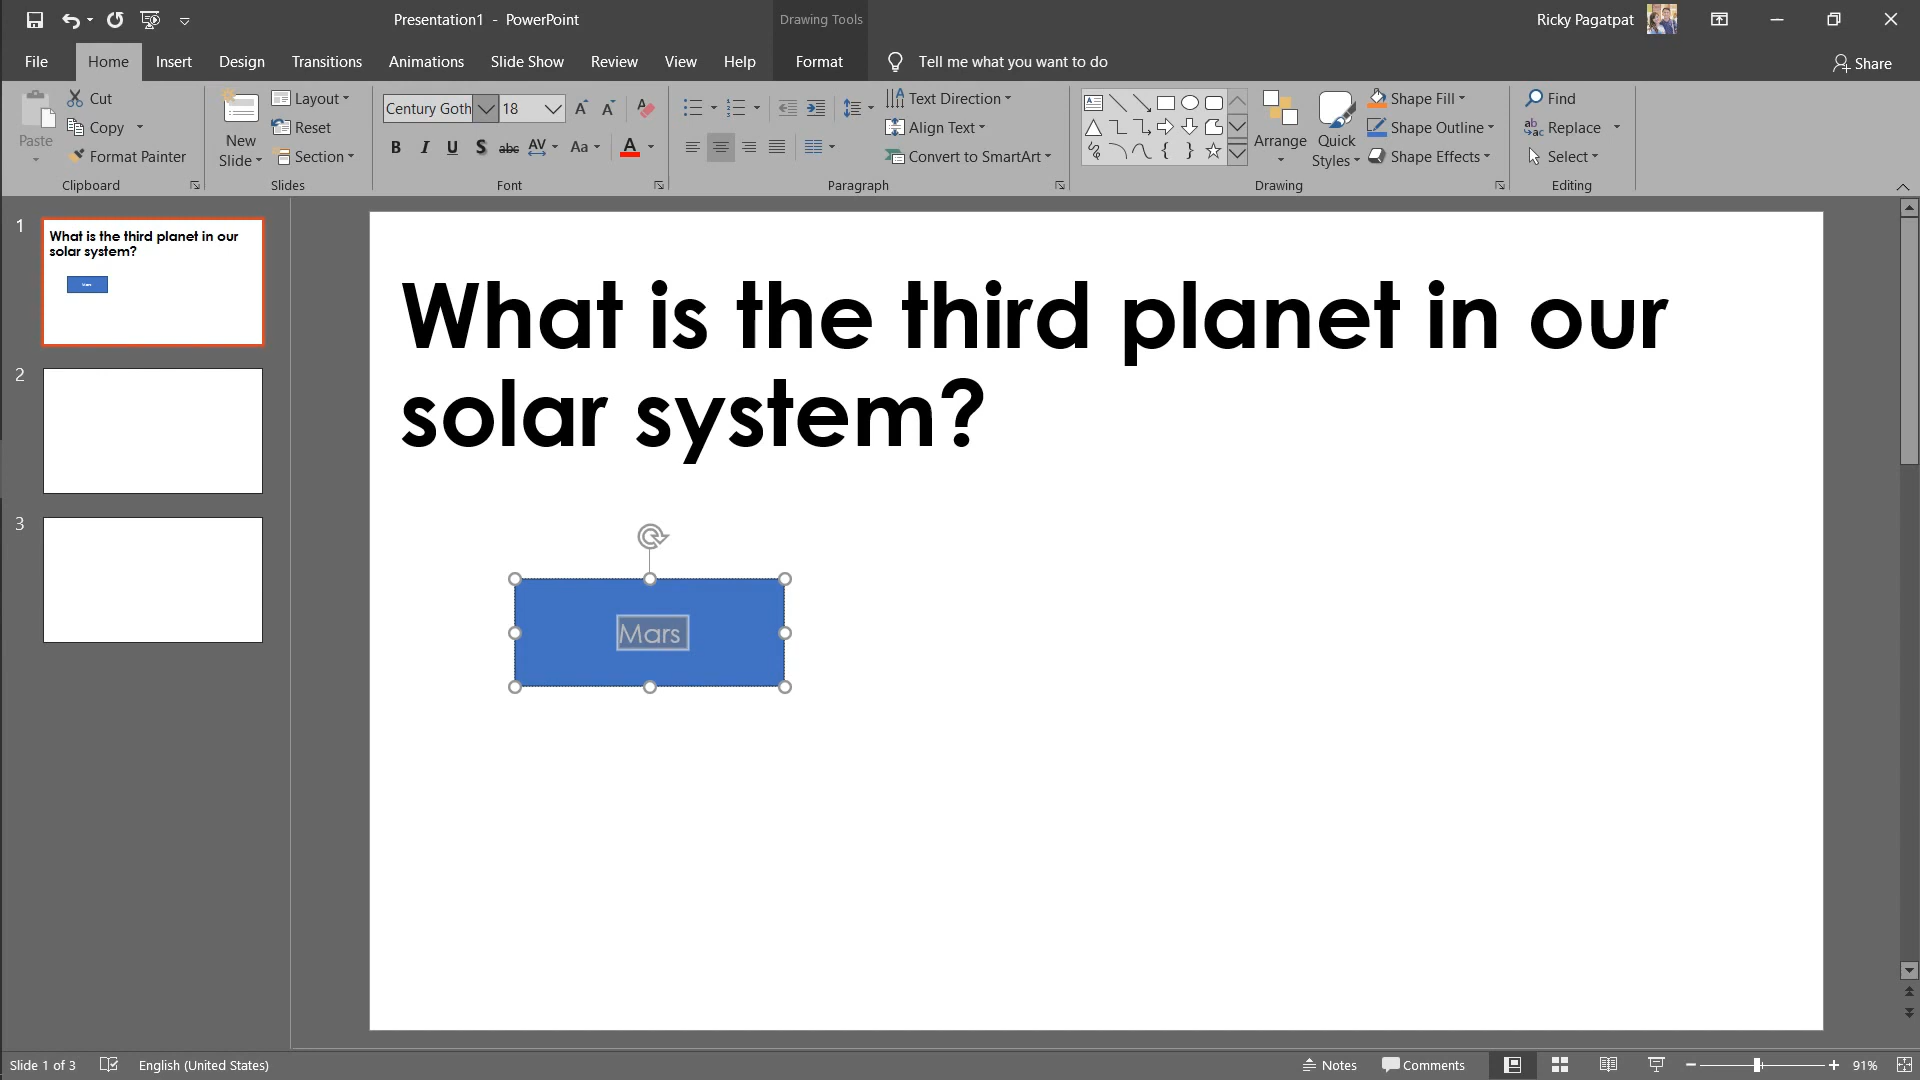 Presentation1 - PowerPoint
Drawing Tools
Ricky Pagatpat
File Home Insert Design Transitions Animations Slide Show Review View Help Format Tell me what you want to do Share
Paste
Cut
Copy
Format Painter
Clipboard
New Slide
Layout
Reset
Section
Slides
Century Goth 18
B I U S abc AV Aa A
Font
Text Direction
Align Text
Convert to SmartArt
Paragraph
Arrange
Quick Styles
Shape Fill
Shape Outline
Shape Effects
Drawing
Find
Replace
Select
Editing
1
What is the third planet in our
solar system?
2
3
What is the third planet in our
solar system?
Mars
Slide 1 of 3 English (United States) Notes Comments 91%